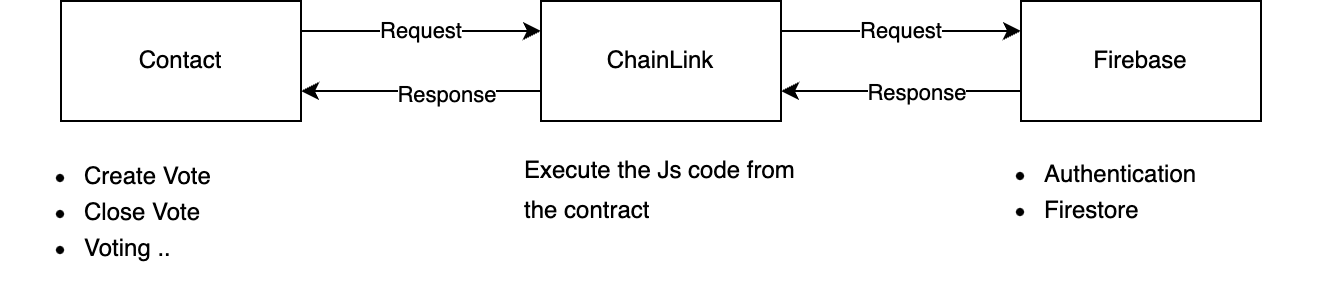 Contact
Request
ChainLink
Request
Firebase
Response
Response
• Create Vote
• Close Vote
• Voting ..
Execute the Js code from
the contract
• Authentication
• Firestore